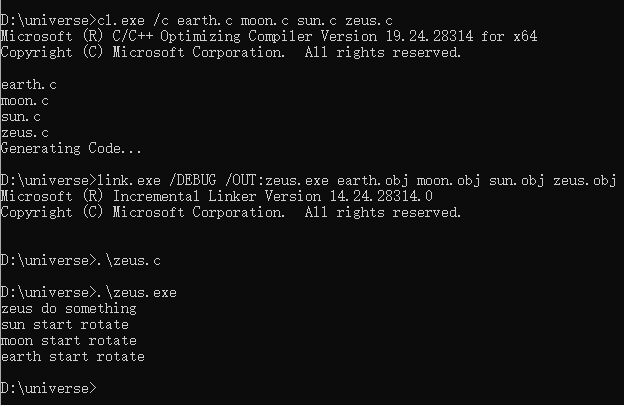 D:\universe>cl.exe /c earth.c moon.c sun.c zeus.c
Microsoft (R) C/C++ Optimizing Compiler Version 19.24.28314 for x64
Copyright (C) Microsoft Corporation.  All rights reserved.
earth.c
moon.c
sun.c
zeus.c
Generating Code...
D:\universe>link.exe /DEBUG /OUT:zeus.exe earth.obj moon.obj sun.obj zeus.obj
Microsoft (R) Incremental Linker Version 14.24.28314.0
Copyright (C) Microsoft Corporation.  All rights reserved.
D:\universe>.\zeus.c
D:\universe>.\zeus.exe
zeus do something
sun start rotate
moon start rotate
earth start rotate
D:\universe>